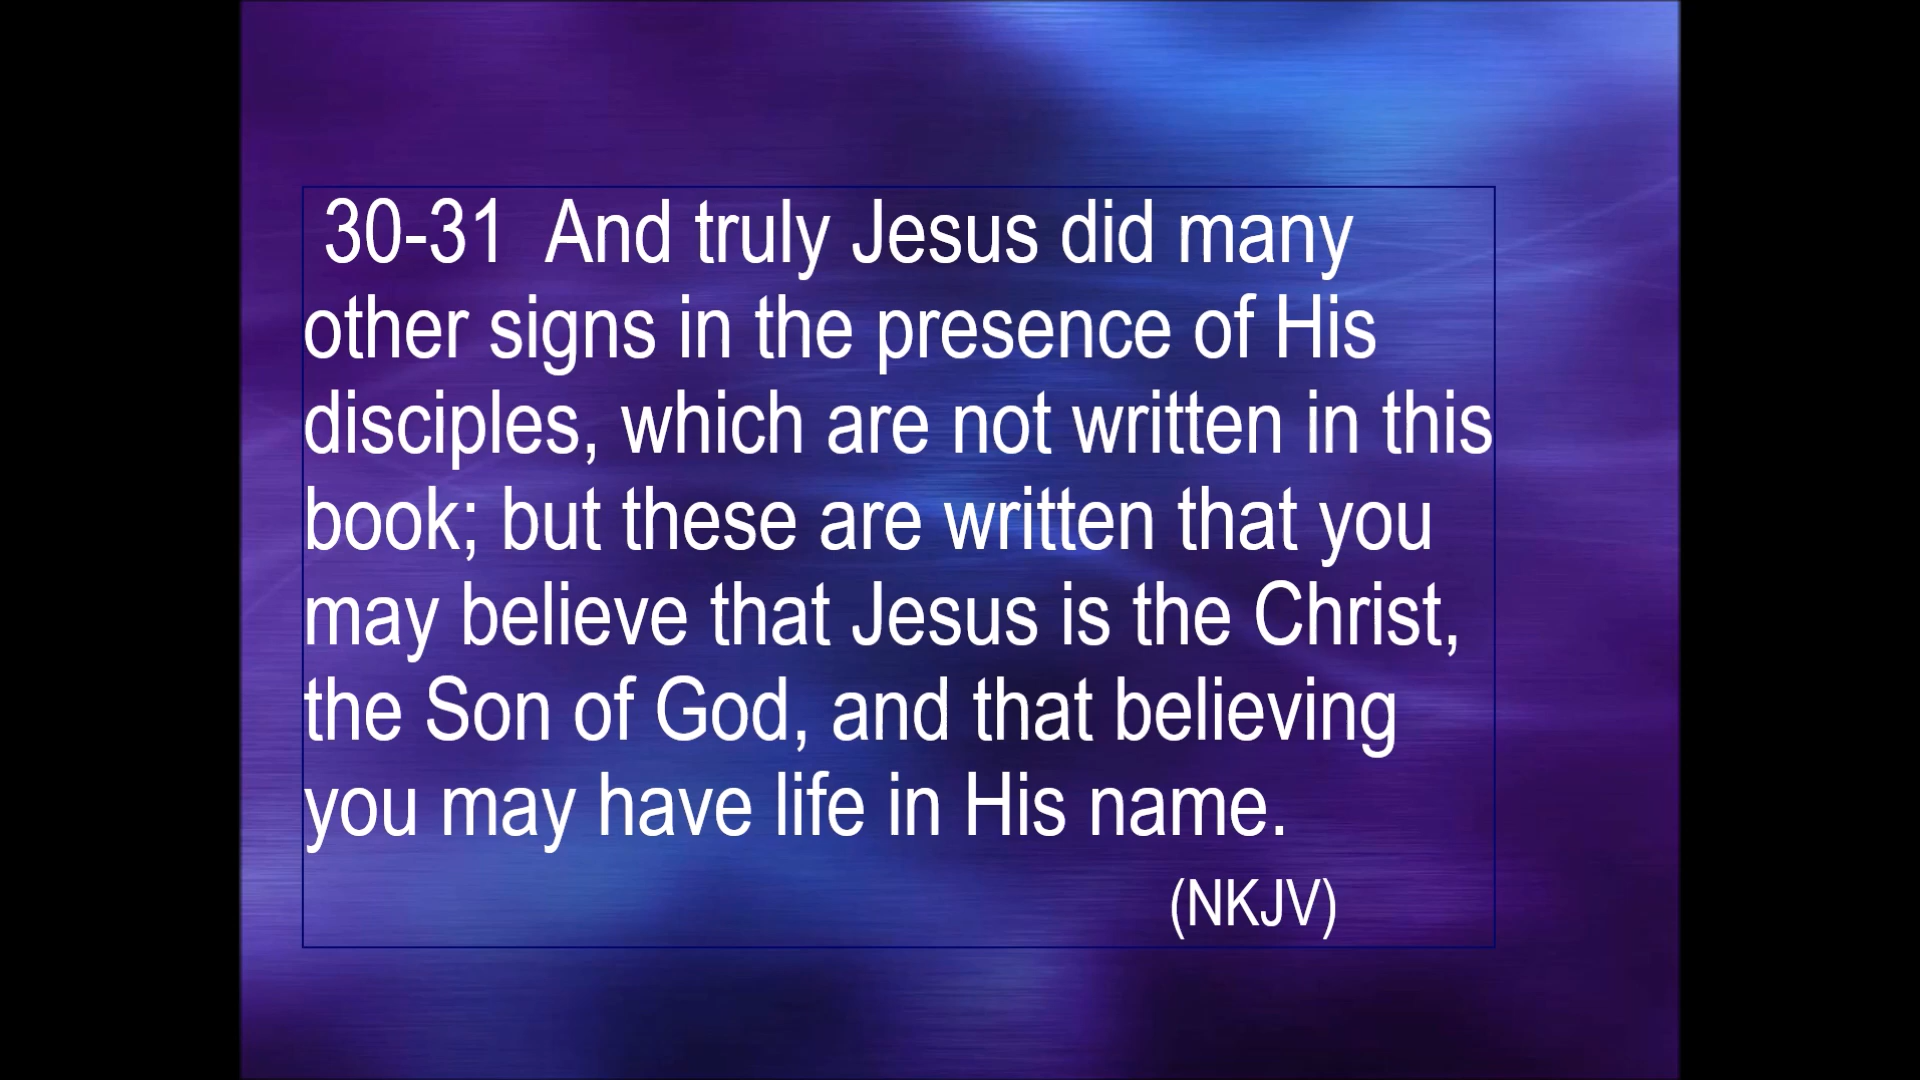 30-31  And truly Jesus did many
other signs in the presence of His
disciples, which are not written in this
book; but these are written that you
may believe that Jesus is the Christ,
the Son of God, and that believing
you may have life in His name.
(NKJV)